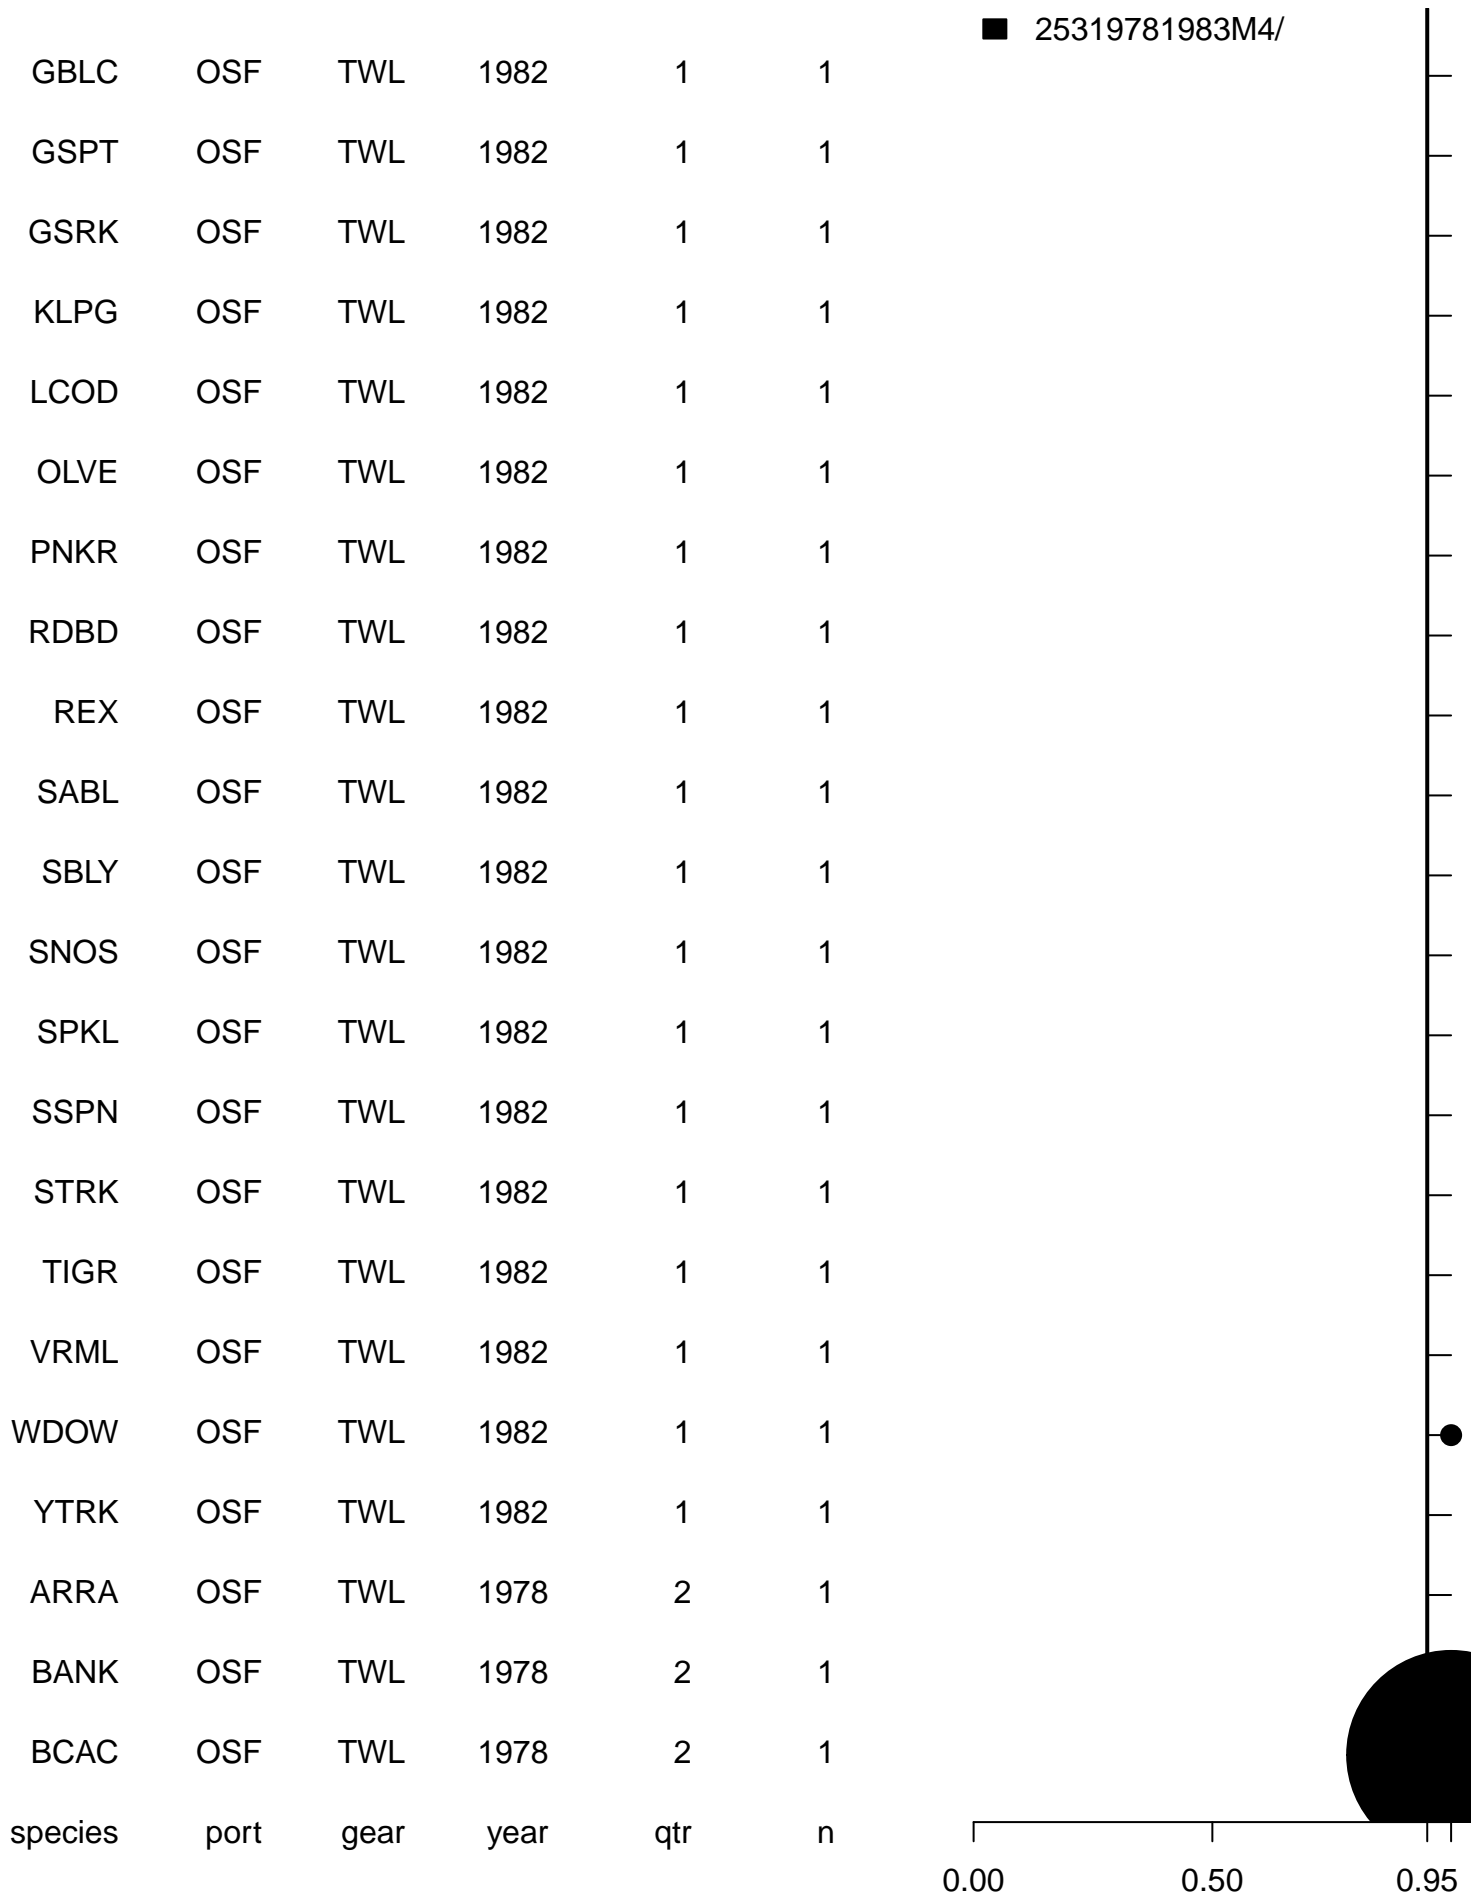 25319781983M4/
GBLC OSF TWL 1982 1 1
GSPT OSF TWL 1982 1 1
GSRK OSF TWL 1982 1 1
KLPG OSF TWL 1982 1 1
LCOD OSF TWL 1982 1 1
OLVE OSF TWL 1982 1 1
PNKR OSF TWL 1982 1 1
RDBD OSF TWL 1982 1 1
REX OSF TWL 1982 1 1
SABL OSF TWL 1982 1 1
SBLY OSF TWL 1982 1 1
SNOS OSF TWL 1982 1 1
SPKL OSF TWL 1982 1 1
SSPN OSF TWL 1982 1 1
STRK OSF TWL 1982 1 1
TIGR OSF TWL 1982 1 1
VRML OSF TWL 1982 1 1
WDOW OSF TWL 1982 1 1
YTRK OSF TWL 1982 1 1
ARRA OSF TWL 1978 2 1
BANK OSF TWL 1978 2 1
BCAC OSF TWL 1978 2 1
species port gear year qtr n
0.00 0.50 0.95